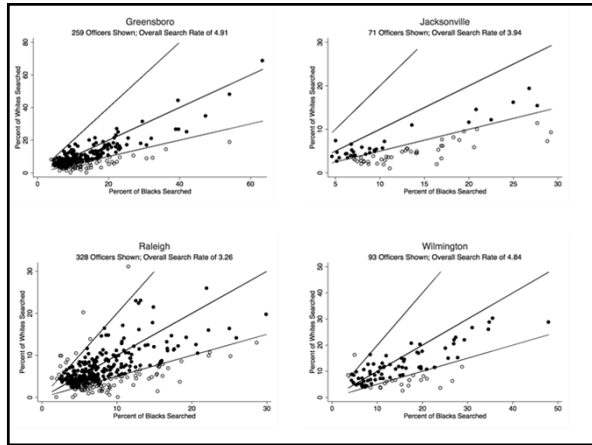 Greensboro
259 Officers Shown; Overall Search Rate of 4.91
Percent of Whites Searched
0 20 40 60 80
0 20 40 60
Percent of Blacks Searched
Jacksonville
71 Officers Shown; Overall Search Rate of 3.94
Percent of Whites Searched
0 10 20 30
5 10 15 20 25 30
Percent of Blacks Searched
Raleigh
328 Officers Shown; Overall Search Rate of 3.26
Percent of Whites Searched
0 10 20 30
0 10 20 30
Percent of Blacks Searched
Wilmington
93 Officers Shown; Overall Search Rate of 4.84
Percent of Whites Searched
0 10 20 30 40 50
0 10 20 30 40 50
Percent of Blacks Searched